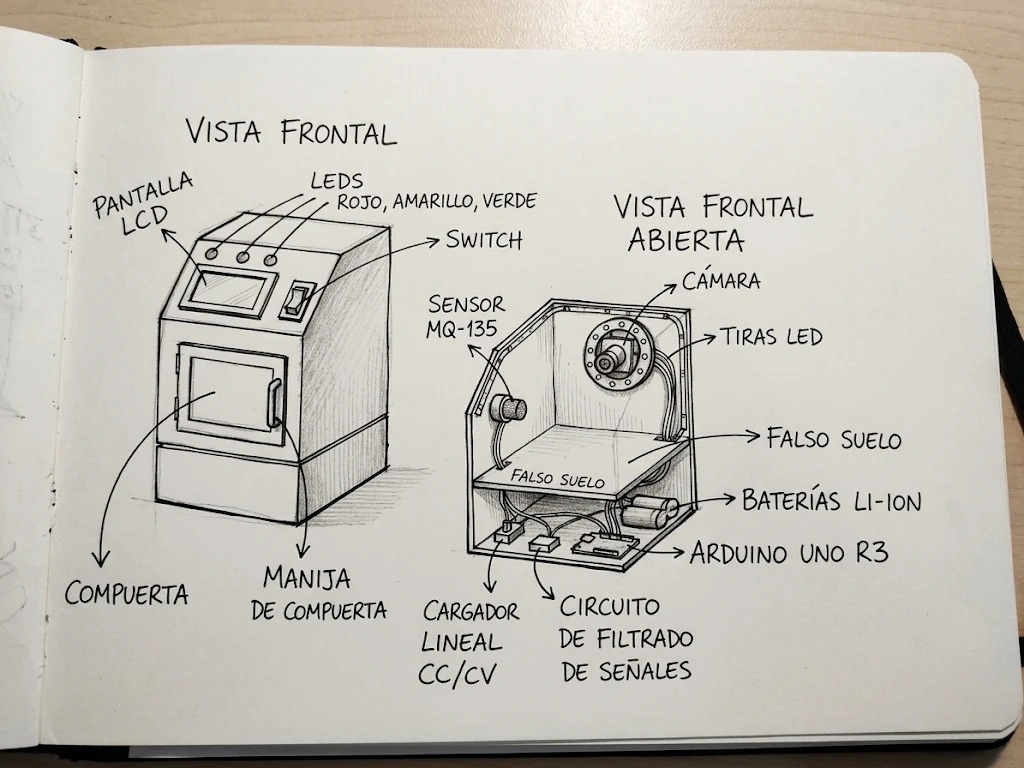 VISTA FRONTAL
PANTALLA
LCD
LEDS
ROJO, AMARILLO, VERDE
SWITCH
COMPUERTA
MANIJA
DE COMPUERTA
VISTA FRONTAL
ABIERTA
CÁMARA
SENSOR
MQ-135
TIRAS LED
FALSO SUELO
FALSO SUELO
BATERÍAS LI-ION
ARDUINO UNO R3
CARGADOR
LINEAL
CC/CV
CIRCUITO
DE FILTRADO
DE SEÑALES